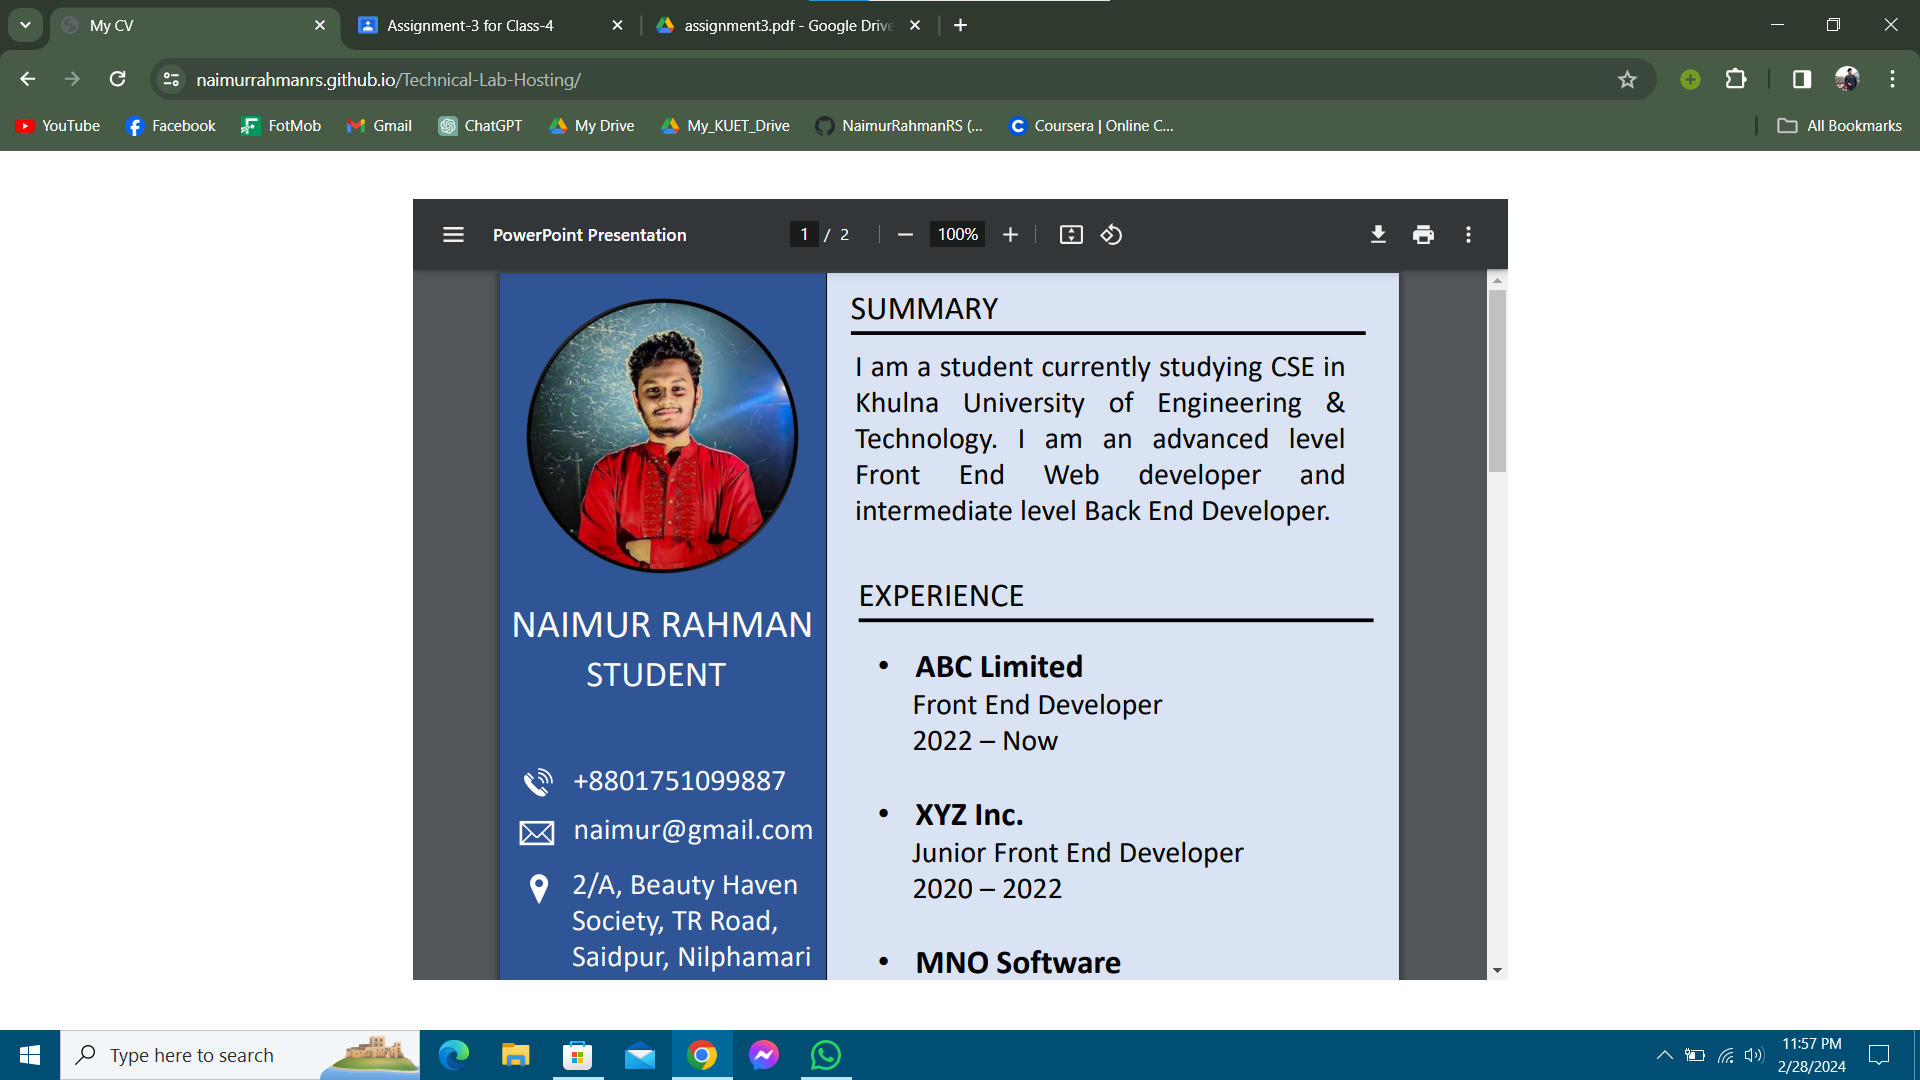 My CV
Assignment-3 for Class-4
assignment3.pdf - Google Drive
naimurrahmanrs.github.io/Technical-Lab-Hosting/
YouTube
Facebook
FotMob
Gmail
ChatGPT
My Drive
My_KUET_Drive
NaimurRahmanRS (...
Coursera | Online C...
All Bookmarks
PowerPoint Presentation
1 / 2
100%
NAIMUR RAHMAN
STUDENT
+8801751099887
naimur@gmail.com
2/A, Beauty Haven
Society, TR Road,
Saidpur, Nilphamari
SUMMARY
I am a student currently studying CSE in
Khulna University of Engineering &
Technology. I am an advanced level
Front End Web developer and
intermediate level Back End Developer.
EXPERIENCE
• ABC Limited
Front End Developer
2022 – Now
• XYZ Inc.
Junior Front End Developer
2020 – 2022
• MNO Software
Type here to search
11:57 PM
2/28/2024